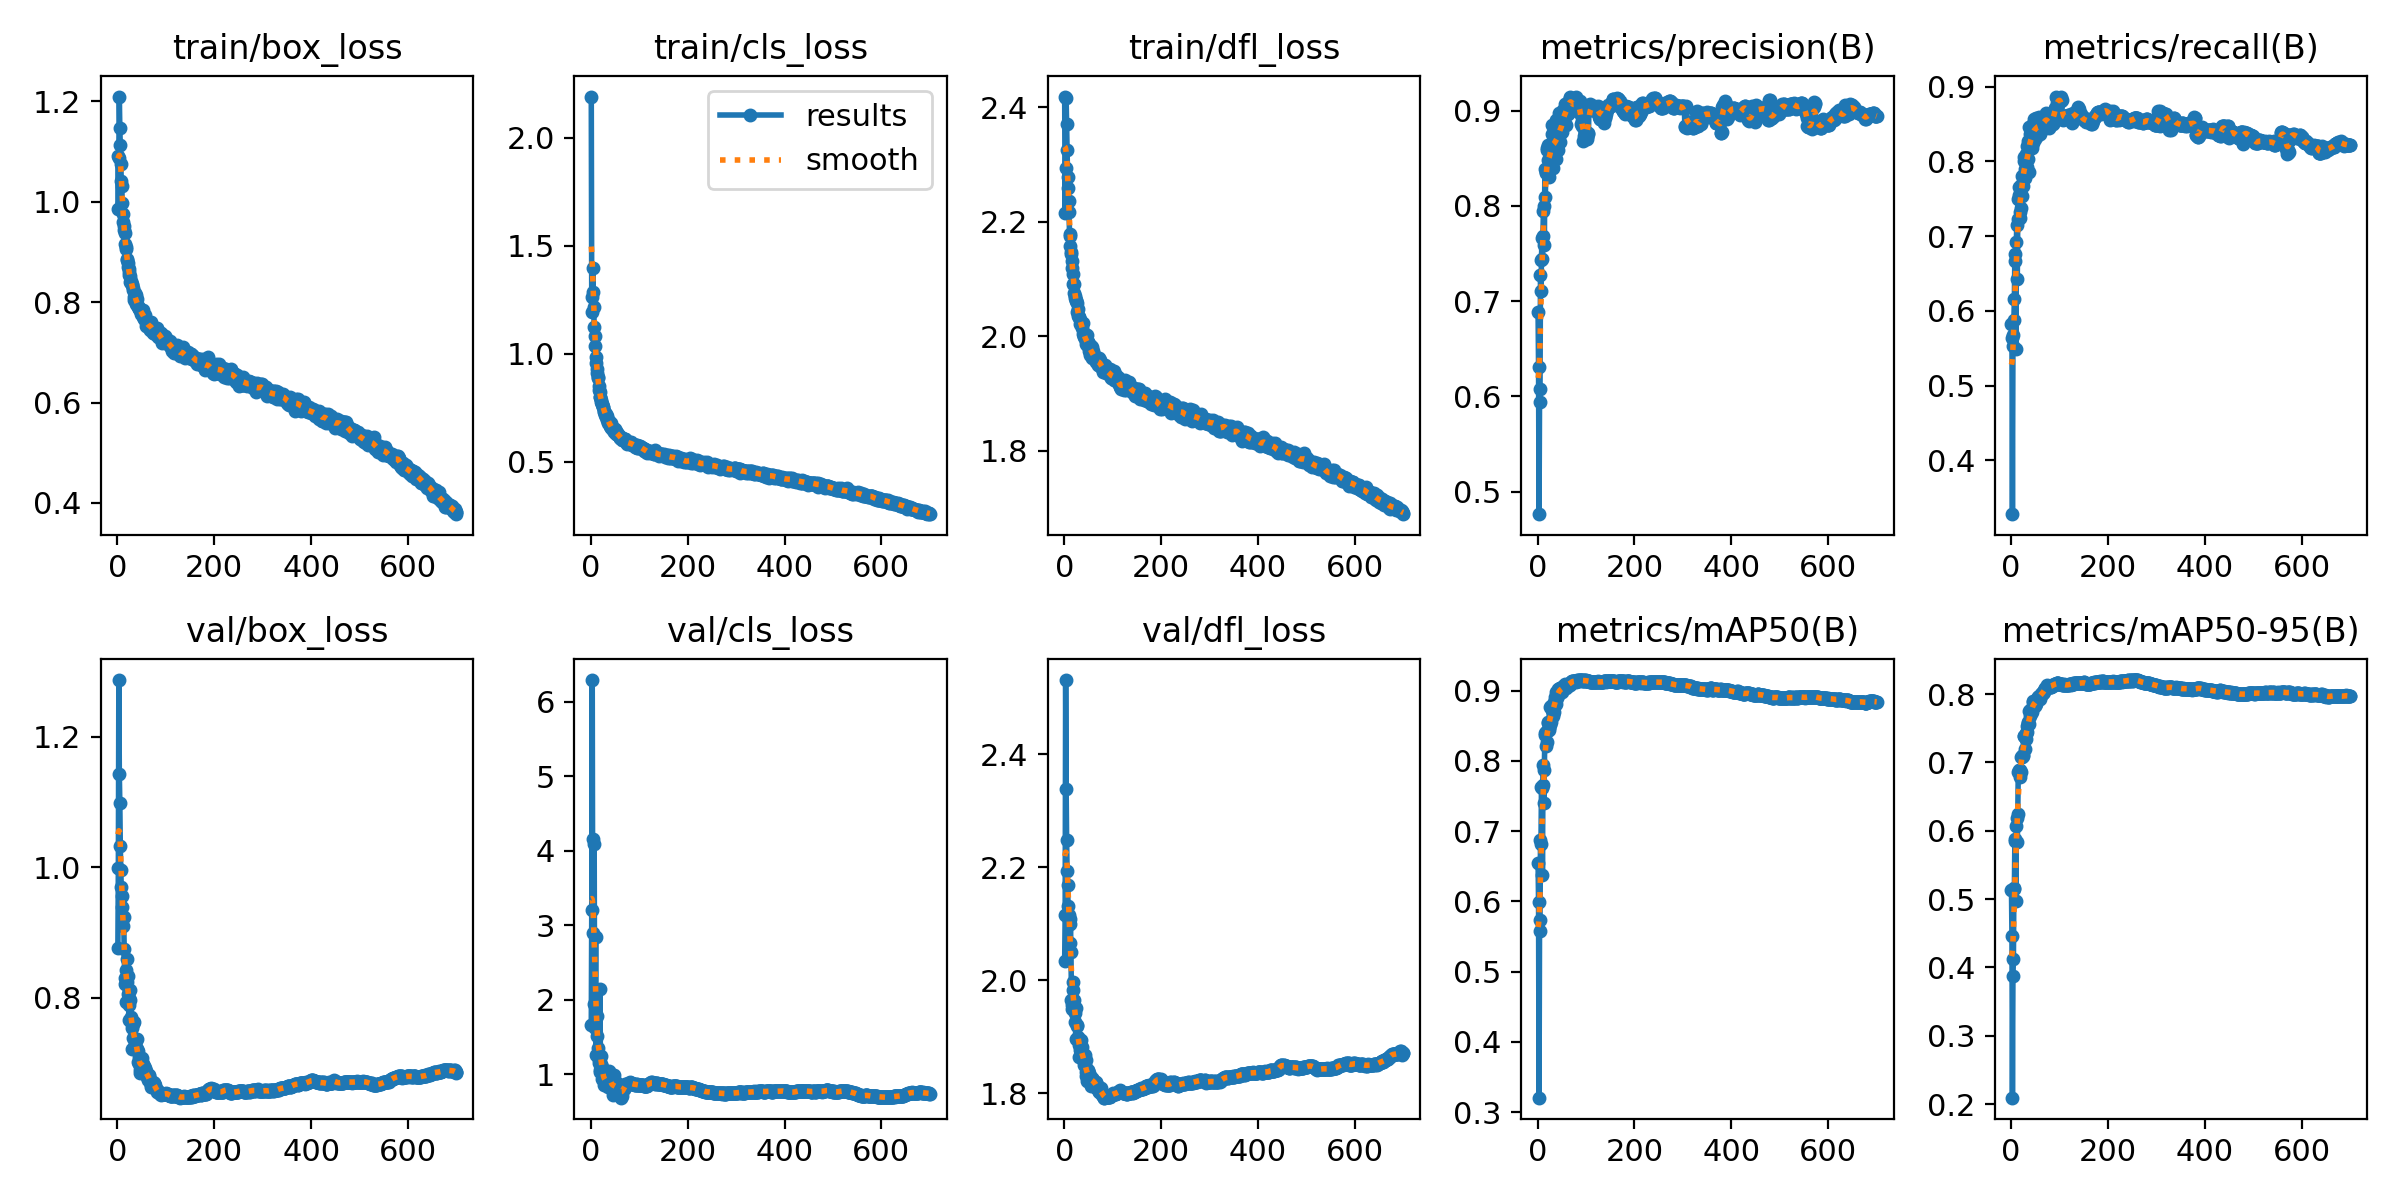 train/box_loss
train/cls_loss
train/dfl_loss
metrics/precision(B)
metrics/recall(B)
1.2
1.0
0.8
0.6
0.4
0 200 400 600
results
smooth
2.0
1.5
1.0
0.5
0 200 400 600
2.4
2.2
2.0
1.8
0 200 400 600
0.9
0.8
0.7
0.6
0.5
0 200 400 600
0.9
0.8
0.7
0.6
0.5
0.4
0 200 400 600
val/box_loss
val/cls_loss
val/dfl_loss
metrics/mAP50(B)
metrics/mAP50-95(B)
1.2
1.0
0.8
0 200 400 600
6
5
4
3
2
1
0 200 400 600
2.4
2.2
2.0
1.8
0 200 400 600
0.9
0.8
0.7
0.6
0.5
0.4
0.3
0 200 400 600
0.8
0.7
0.6
0.5
0.4
0.3
0.2
0 200 400 600